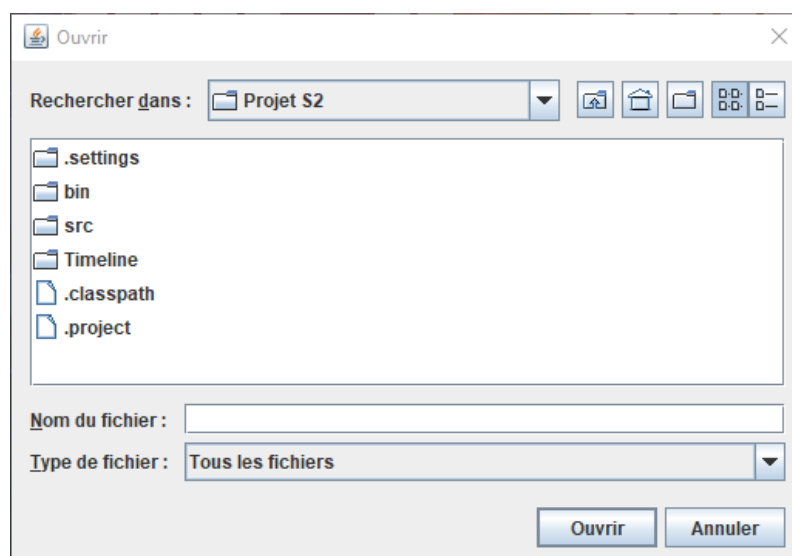 Ouvrir
Rechercher dans : Projet S2
.settings
bin
src
Timeline
.classpath
.project
Nom du fichier :
Type de fichier : Tous les fichiers
Ouvrir Annuler